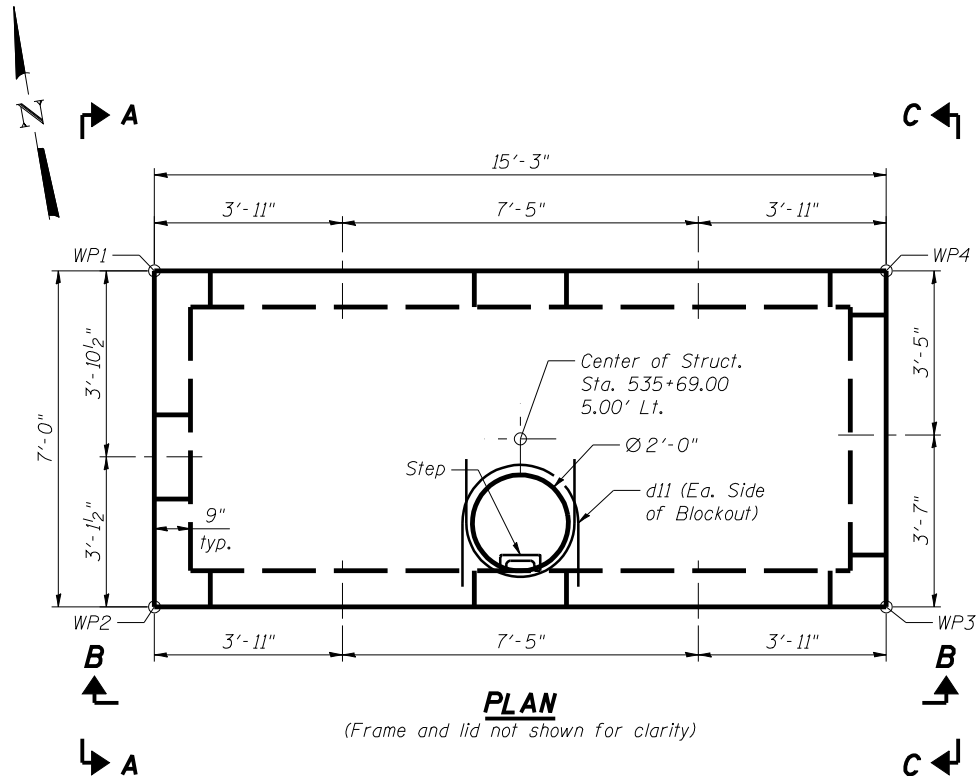 N
A
C
15'-3"
3'-11"
7'-5"
3'-11"
WP1
WP4
7'-0"
3'-10½"
3'-1½"
9"
typ.
Center of Struct.
Sta. 535+69.00
5.00' Lt.
Ø 2'-0"
Step
d11 (Ea. Side
of Blockout)
3'-5"
3'-7"
WP2
WP3
3'-11"
7'-5"
3'-11"
B
B
PLAN
(Frame and lid not shown for clarity)
A
C